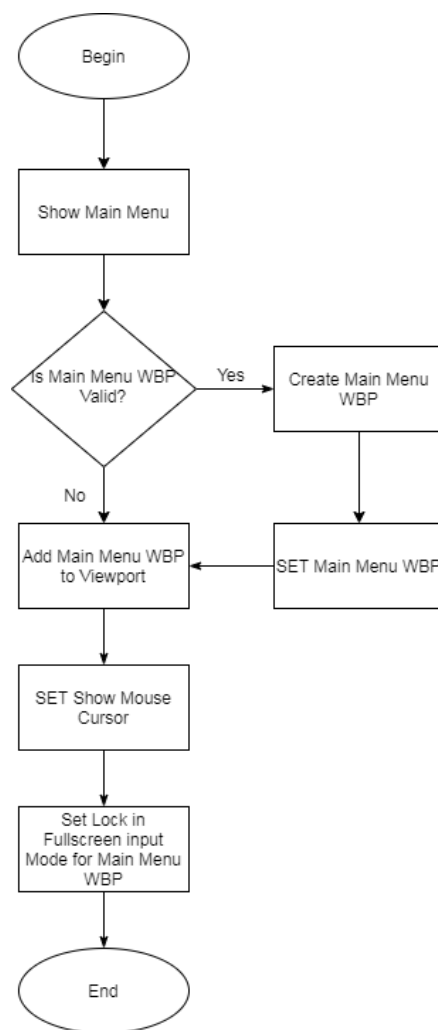 Begin
Show Main Menu
Is Main Menu WBP
Valid?
Yes
Create Main Menu
WBP
No
Add Main Menu WBP
to Viewport
SET Main Menu WBP
SET Show Mouse
Cursor
Set Lock in
Fullscreen input
Mode for Main Menu
WBP
End